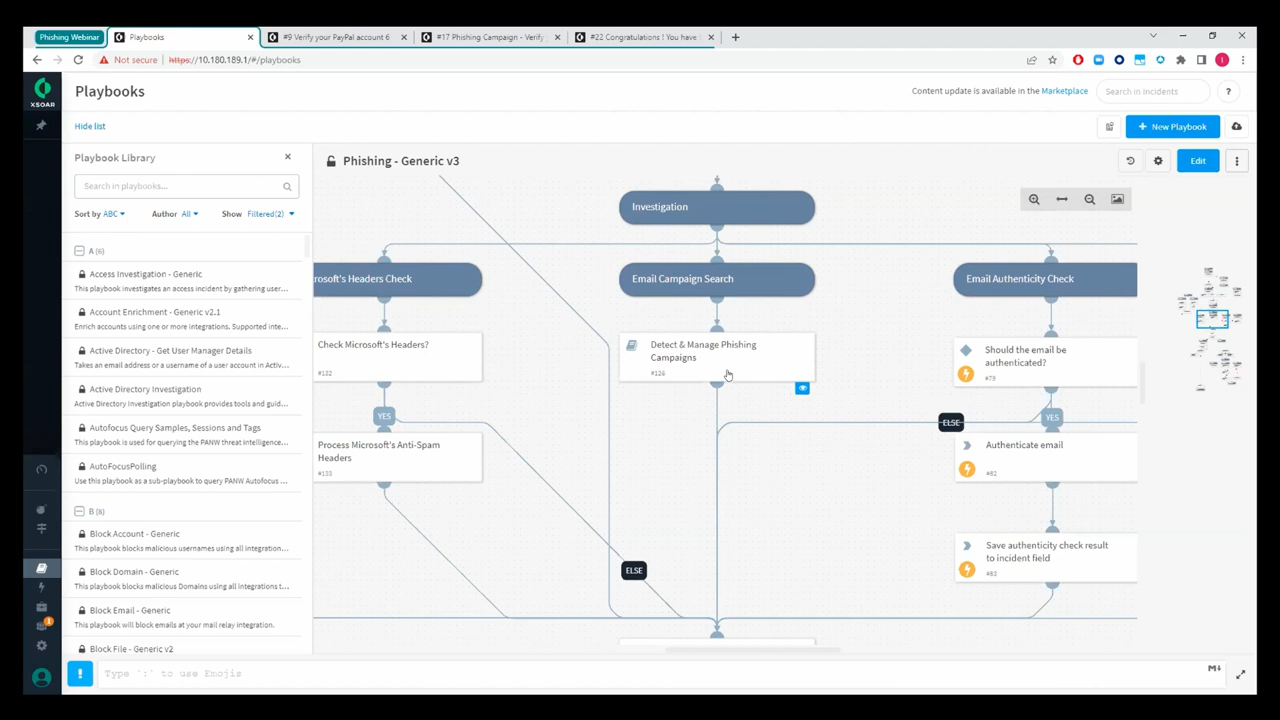 Phishing Webinar
Playbooks
#9 Verify your PayPal account 6
#17 Phishing Campaign - Verify
#22 Congratulations ! You have
Not secure
https://10.180.189.1/#/playbooks
XSOAR
Playbooks
Content update is available in the Marketplace
Search in incidents
?
Hide list
+ New Playbook
Playbook Library
Search in playbooks...
Sort by ABC
Author All
Show Filtered(2)
A (6)
Access Investigation - Generic
This playbook investigates an access incident by gathering user...
Account Enrichment - Generic v2.1
Enrich accounts using one or more integrations. Supported inte...
Active Directory - Get User Manager Details
Takes an email address or a username of a user account in Activ...
Active Directory Investigation
Active Directory Investigation playbook provides tools and guid...
Autofocus Query Samples, Sessions and Tags
This playbook is used for querying the PANW threat intelligence...
AutoFocusPolling
Use this playbook as a sub-playbook to query PANW Autofocus ...
B (8)
Block Account - Generic
This playbook blocks malicious usernames using all integration...
Block Domain - Generic
This playbook blocks malicious Domains using all integrations t...
Block Email - Generic
This playbook will block emails at your mail relay integration.
Block File - Generic v2
Phishing - Generic v3
Edit
Investigation
rosoft's Headers Check
Email Campaign Search
Email Authenticity Check
Check Microsoft's Headers?
#132
Detect & Manage Phishing
Campaigns
#126
Should the email be
authenticated?
#79
YES
ELSE
YES
Process Microsoft's Anti-Spam
Headers
#133
Authenticate email
#82
Save authenticity check result
to incident field
#83
ELSE
1
!
Type ':' to use Emojis
M